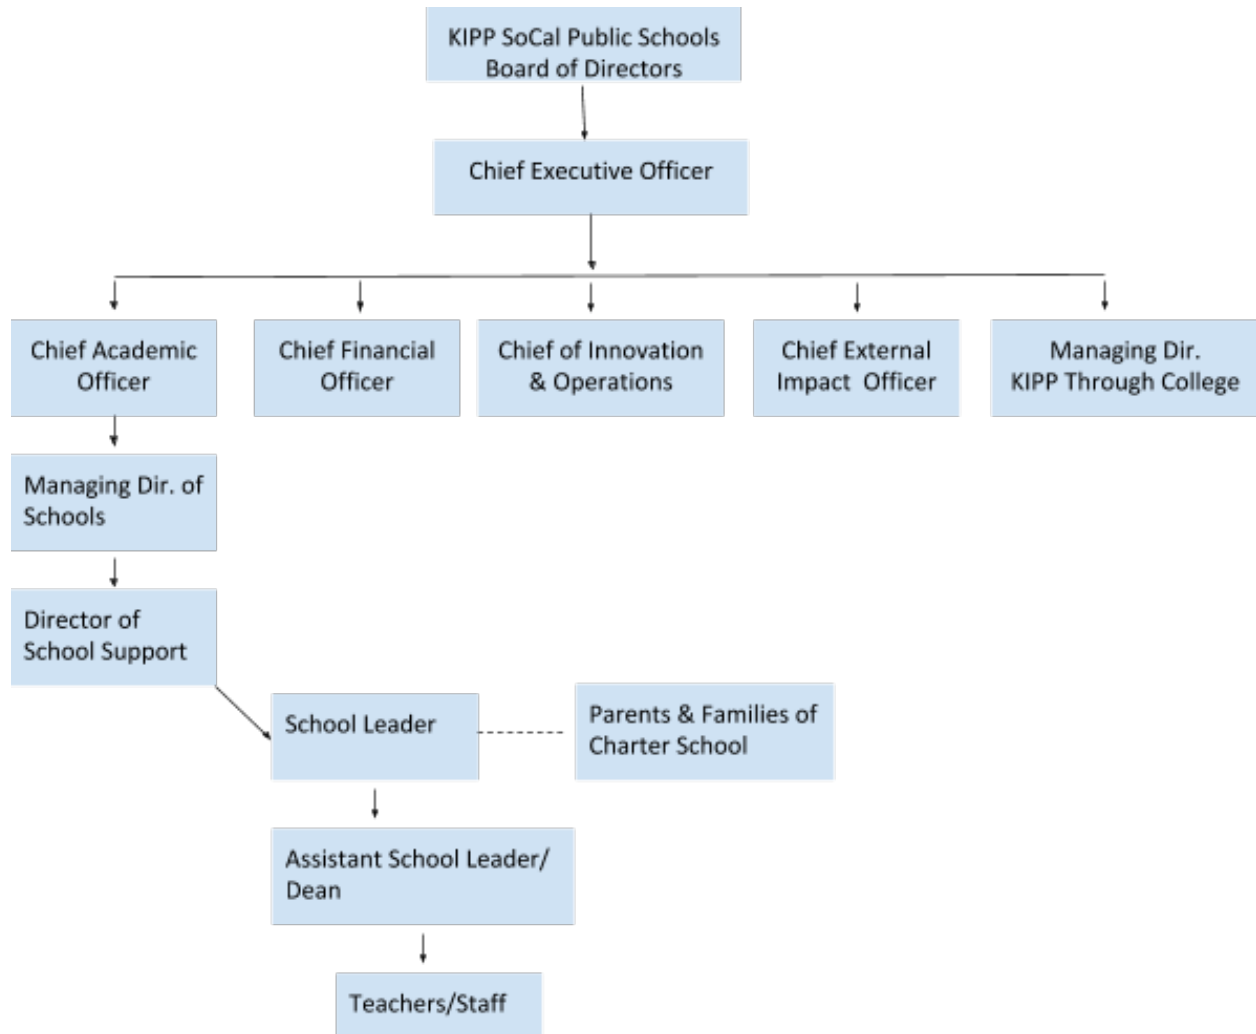 KIPP SoCal Public Schools
Board of Directors
Chief Executive Officer
Chief Academic
Officer
Chief Financial
Officer
Chief of Innovation
& Operations
Chief External
Impact Officer
Managing Dir.
KIPP Through College
Managing Dir. of
Schools
Director of
School Support
School Leader
Parents & Families of
Charter School
Assistant School Leader/
Dean
Teachers/Staff